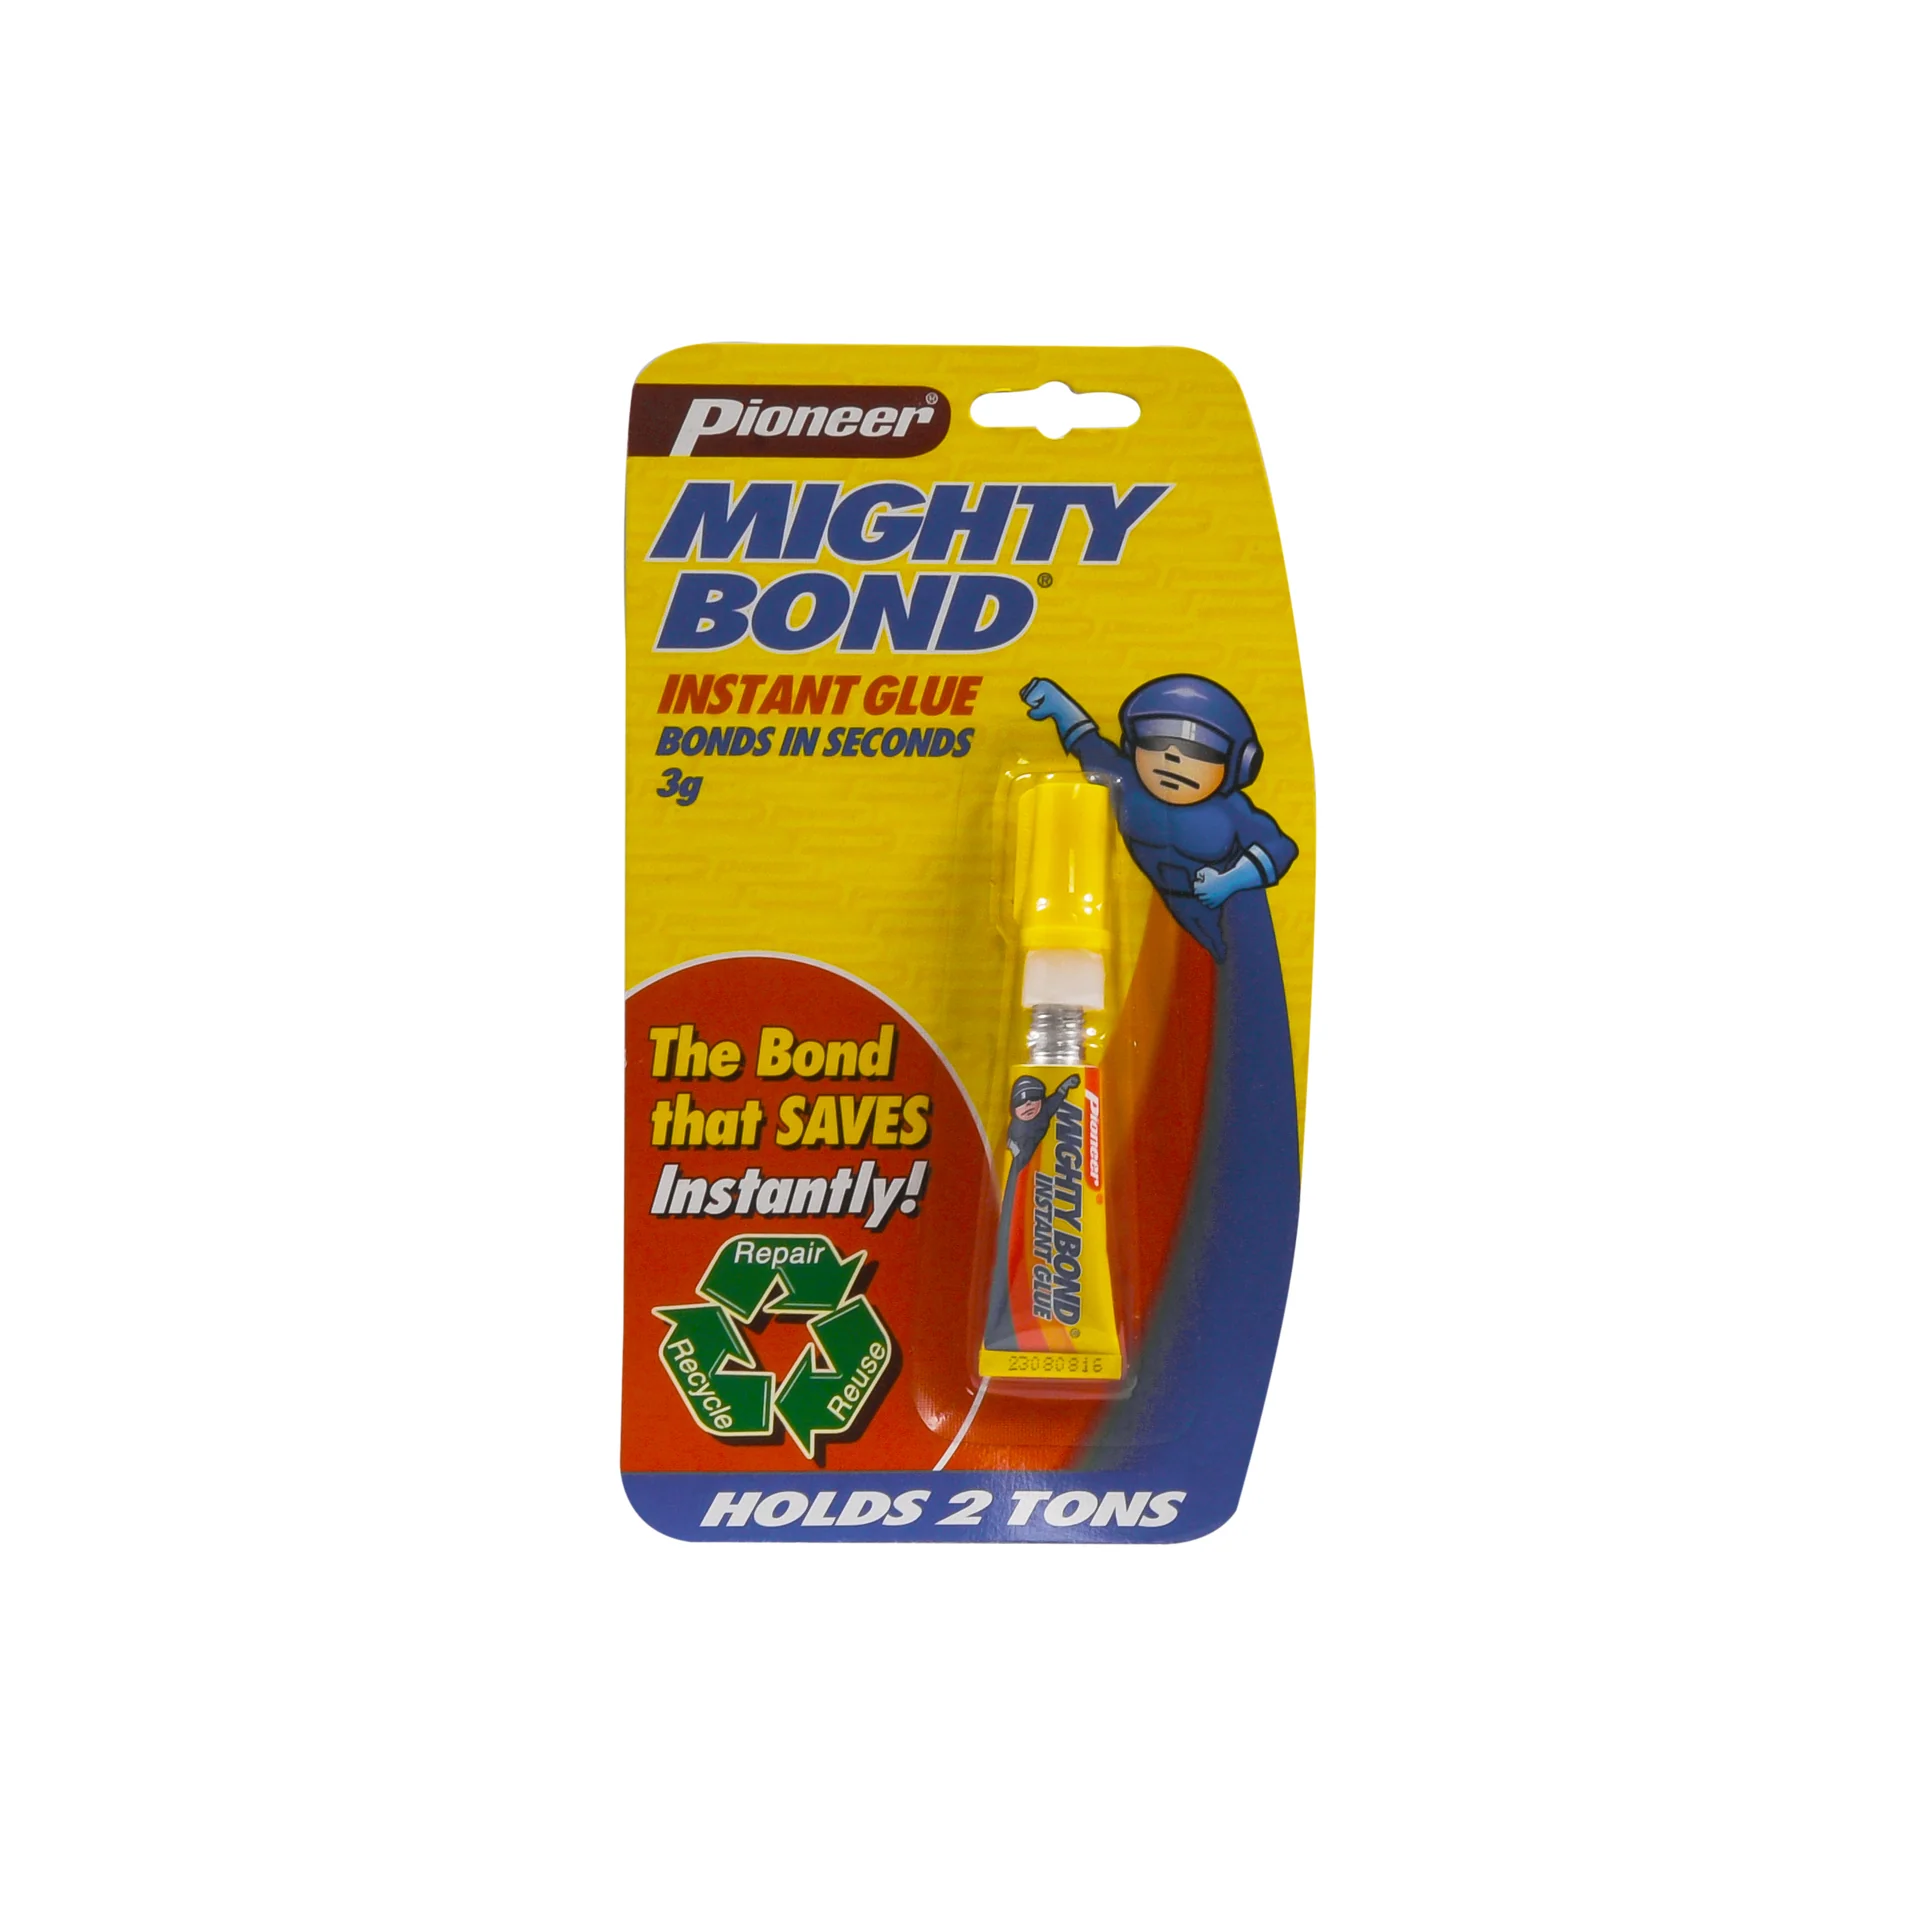 Pioneer®
MIGHTY
BOND®
INSTANT GLUE
BONDS IN SECONDS
3g
The Bond
that SAVES
Instantly!
Repair
Recycle
Reuse
Pioneer®
MIGHTY BOND®
INSTANT GLUE
23080816
HOLDS 2 TONS